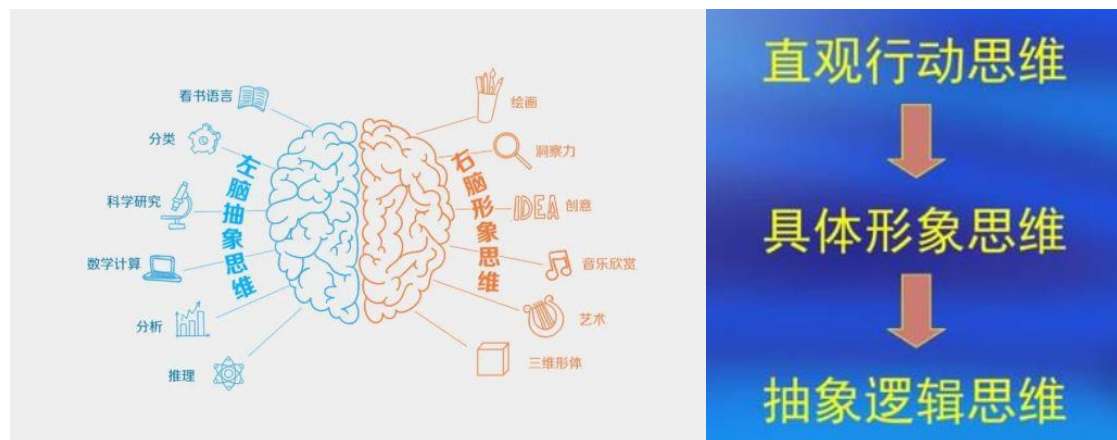 看书语言
分类
科学研究
数学计算
分析
推理
左脑抽象思维
右脑形象思维
绘画
洞察力
IDEA 创意
音乐欣赏
艺术
三维形体
直观行动思维
具体形象思维
抽象逻辑思维